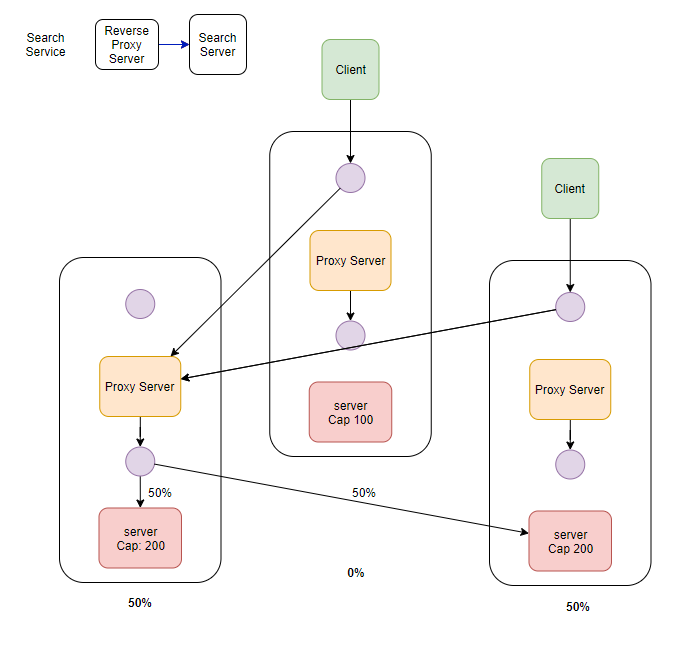 Search
Service
Reverse
Proxy
Server
Search
Server
Client
Client
Proxy Server
Proxy Server
Proxy Server
server
Cap 100
50%
50%
server
Cap: 200
server
Cap 200
0%
50%
50%